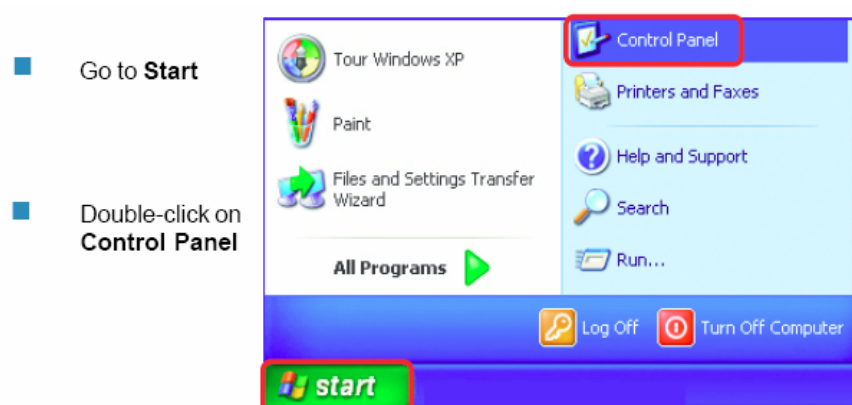 Go to Start
Double-click on
Control Panel
Tour Windows XP
Paint
Files and Settings Transfer
Wizard
All Programs
Control Panel
Printers and Faxes
Help and Support
Search
Run...
Log Off
Turn Off Computer
start